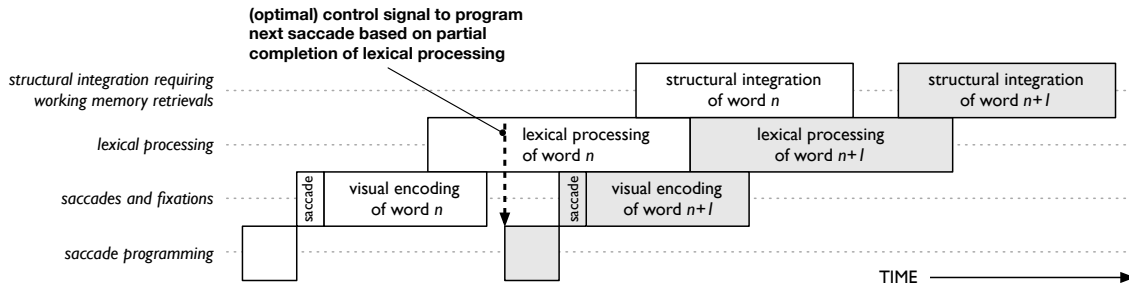 (optimal) control signal to program
next saccade based on partial
completion of lexical processing
structural integration requiring
working memory retrievals
structural integration
of word n
structural integration
of word n+1
lexical processing
lexical processing
of word n
lexical processing
of word n+1
saccades and fixations
saccade
visual encoding
of word n
saccade
visual encoding
of word n+1
saccade programming
TIME